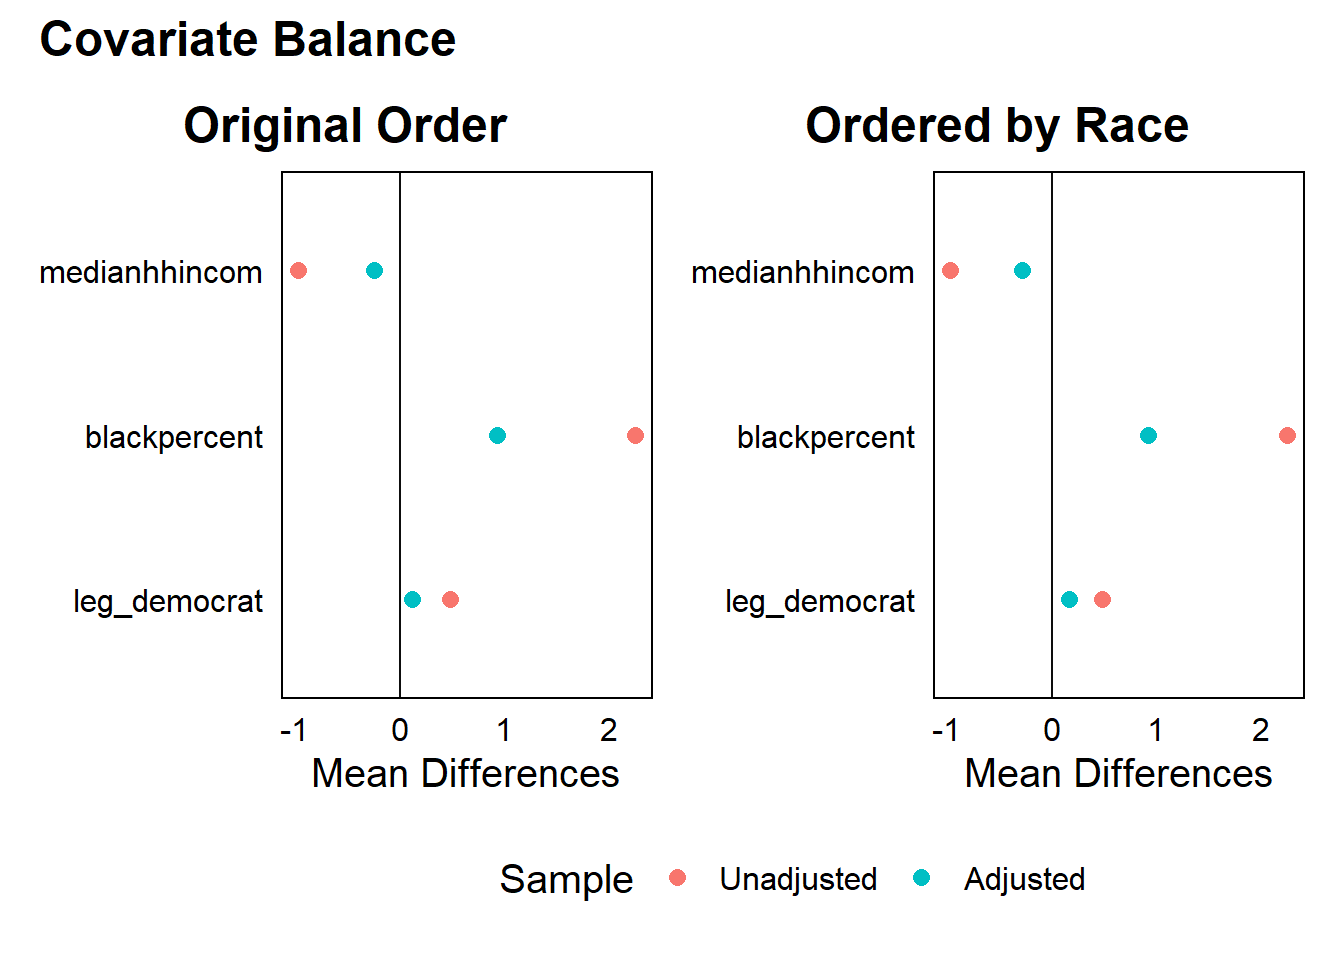 Covariate Balance
Original Order
medianhhincom
blackpercent
leg_democrat
-1 0 1 2
Mean Differences
Ordered by Race
medianhhincom
blackpercent
leg_democrat
-1 0 1 2
Mean Differences
Sample Unadjusted Adjusted